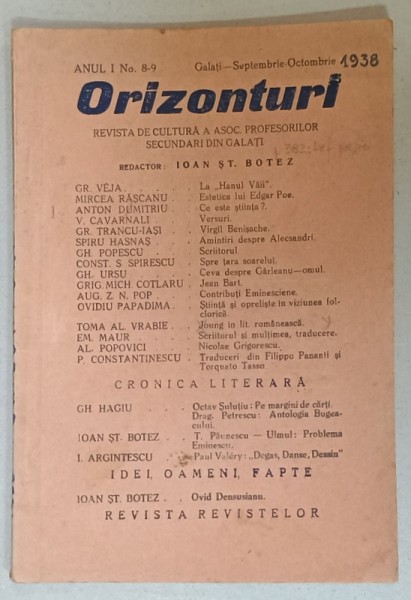 ANUL I No. 8-9 Galați—Septembrie-Octombrie 1938
Orizonturi
REVISTA DE CULTURĂ A ASOC. PROFESORILOR
SECUNDARI DIN GALAȚI
REDACTOR: IOAN ȘT. BOTEZ
GR. VEJA . . . . La „Hanul Văii".
MIRCEA RĂȘCANU . . Estetica lui Edgar Poe.
ANTON DUMITRIU . . Ce este știința?.
V. CAVARNALI . . . Versuri.
GR. TRANCU-IAȘI . . . Virgil Benișache.
SPIRU HASNAȘ . . . Amintiri despre Alecsandri.
GH. POPESCU . . . Scriitorul
CONST. S. SPIRESCU . Spre țara soarelui.
GH. URSU . . . . Ceva despre Gârleanu—omul.
GRIG MICH COTLARU . Jean Bart.
AUG. Z. N. POP . . . Contribuți Eminesciene.
OVIDIU PAPADIMA . . Știință și opreliște în viziunea fol-
clorică.
TOMA AL. VRABIE . . Joung in lit. românească.
EM. MAUR . . . . Scriitorul si mulțimea, traducere.
AL. POPOVICI . . . Nicolae Grigorescu.
P. CONSTANTINESCU . Traduceri din Filippo Pananti și
Torquato Tasso
CRONICA LITERARĂ
GH. HAGIU . . . Octav Șuluțiu: Pe margini de cărți.
Drag. Petrescu: Antologia Bugea-
cului.
IOAN ȘT. BOTEZ . . T. Păunescu — Ulmul: Problema
Eminescu.
I. ARGINTESCU . . Paul Valéry: „Degas, Danse, Dessin"
IDEI, OAMENI, FAPTE
IOAN ȘT. BOTEZ . . Ovid Densusianu.
REVISTA REVISTELOR